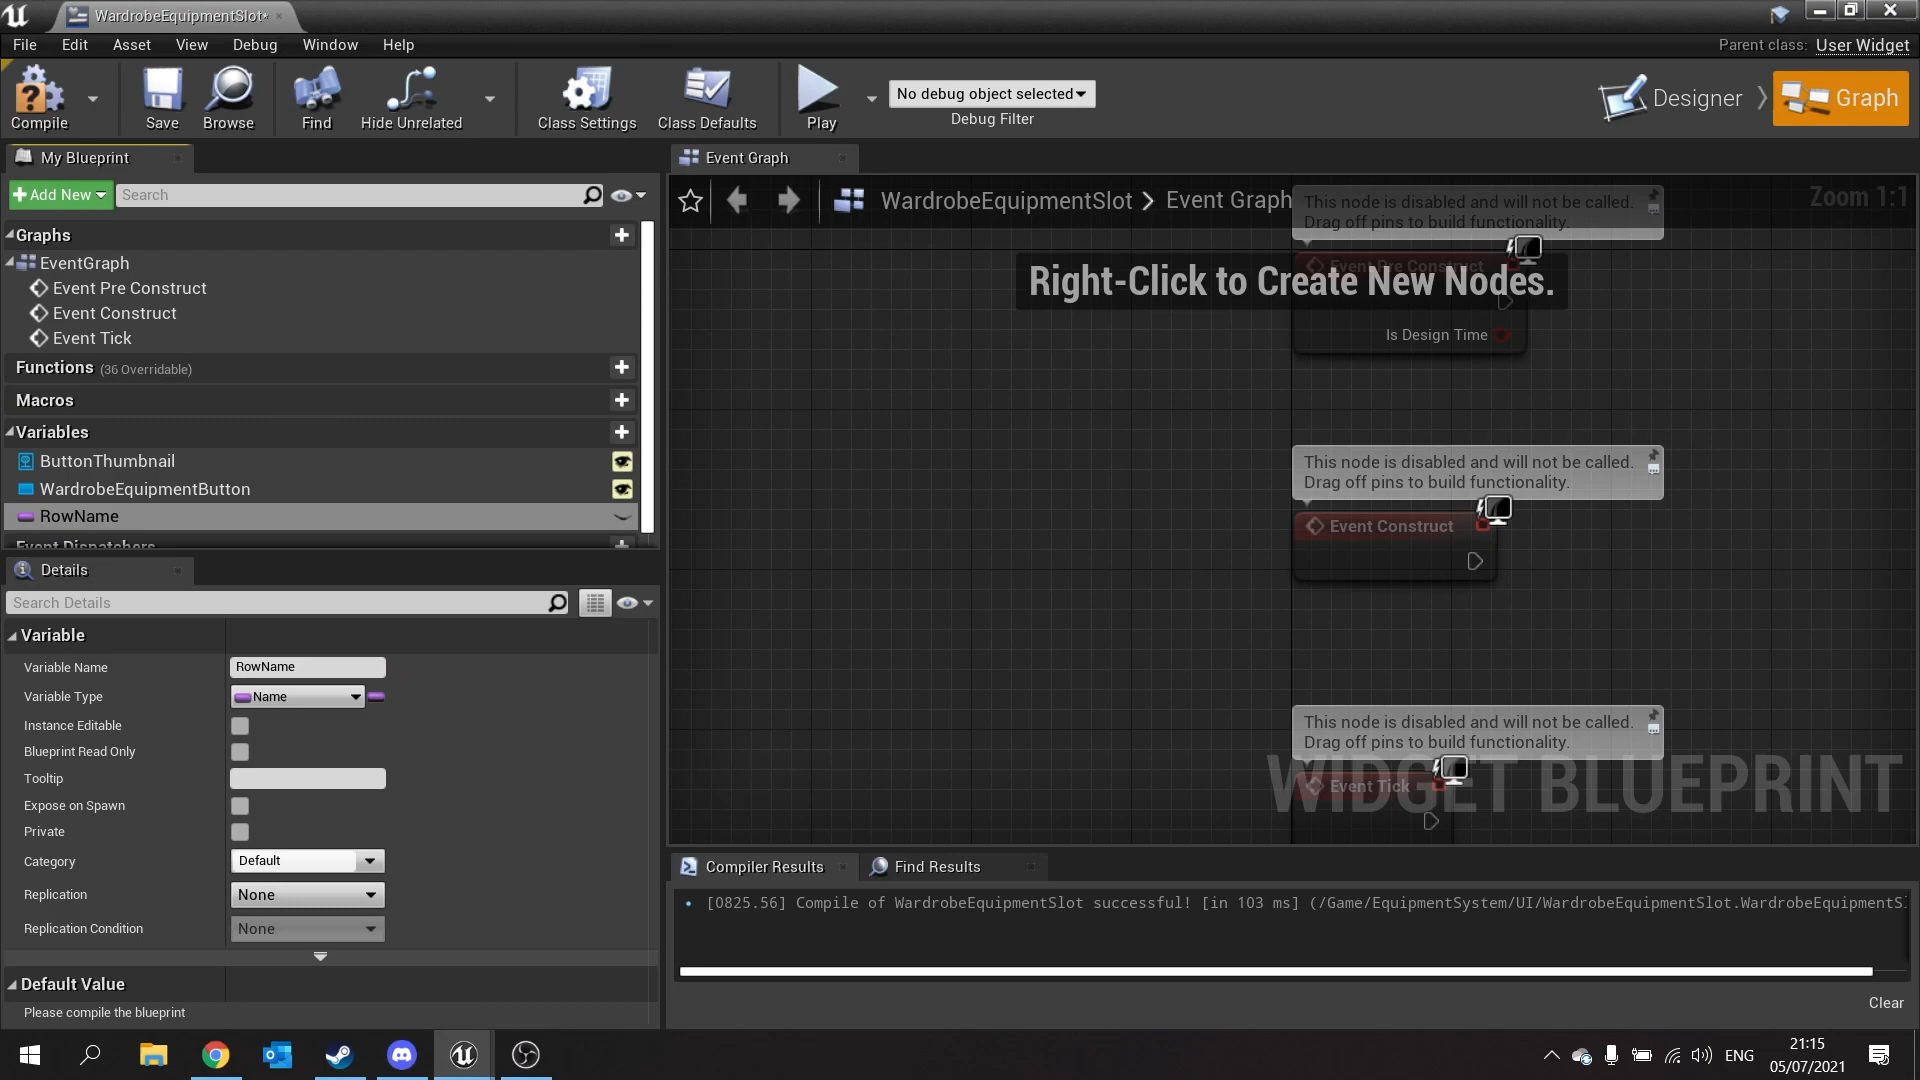 WardrobeEquipmentSlot*
File Edit Asset View Debug Window Help
Parent class: User Widget
Compile
Save
Browse
Find
Hide Unrelated
Class Settings
Class Defaults
Play
No debug object selected
Debug Filter
Designer
Graph
My Blueprint
Add New
Search
Graphs
EventGraph
Event Pre Construct
Event Construct
Event Tick
Functions (36 Overridable)
Macros
Variables
ButtonThumbnail
WardrobeEquipmentButton
RowName
Event Dispatchers
Details
Search Details
Variable
Variable Name RowName
Variable Type Name
Instance Editable
Blueprint Read Only
Tooltip
Expose on Spawn
Private
Category Default
Replication None
Replication Condition None
Default Value
Please compile the blueprint
Event Graph
WardrobeEquipmentSlot > Event Graph
Zoom 1:1
This node is disabled and will not be called.
Drag off pins to build functionality.
Event Pre Construct
Right-Click to Create New Nodes.
Is Design Time
This node is disabled and will not be called.
Drag off pins to build functionality.
Event Construct
This node is disabled and will not be called.
Drag off pins to build functionality.
Event Tick
WIDGET BLUEPRINT
Compiler Results
Find Results
[0825.56] Compile of WardrobeEquipmentSlot successful! [in 103 ms] (/Game/EquipmentSystem/UI/WardrobeEquipmentSlot.WardrobeEquipmentSl
Clear
ENG
21:15
05/07/2021